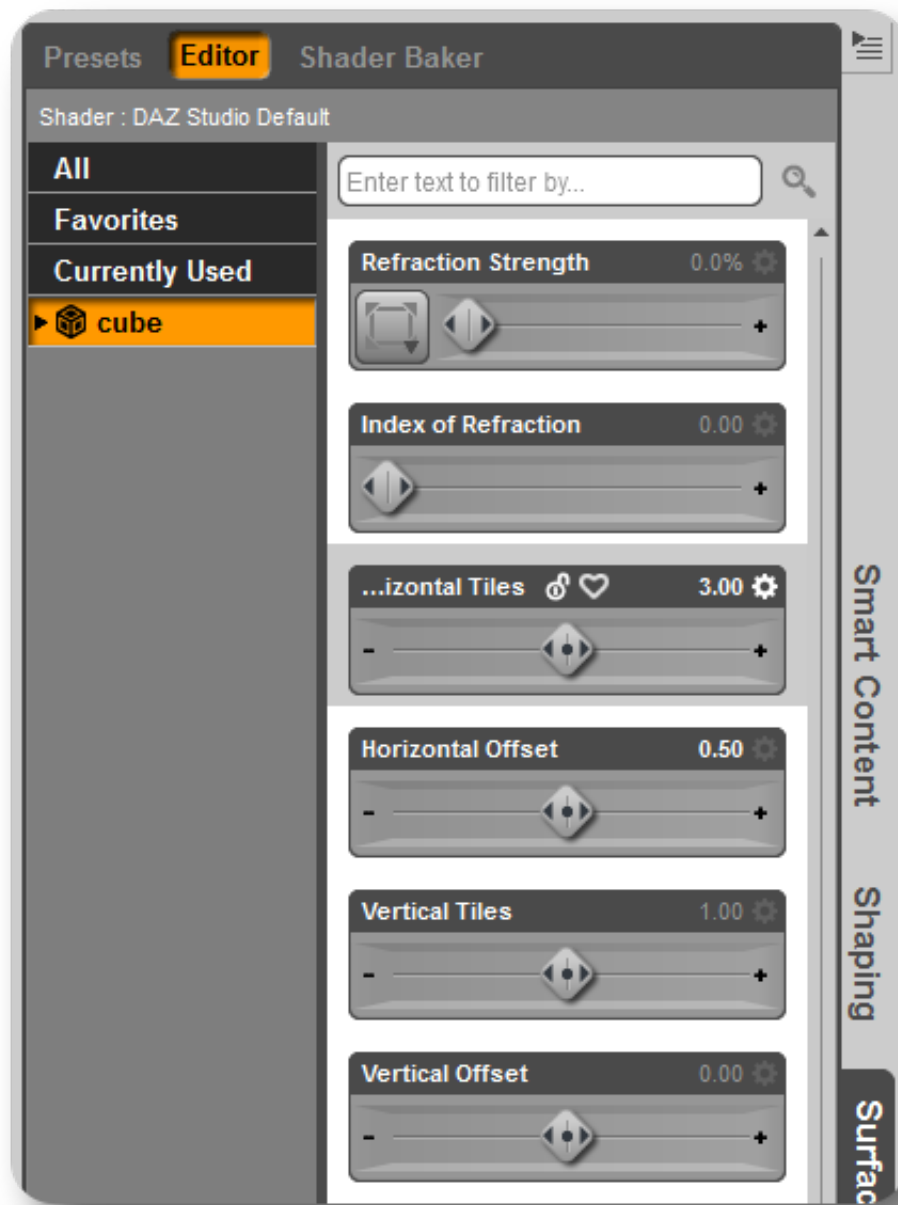 Presets Editor Shader Baker
Shader : DAZ Studio Default
All
Favorites
Currently Used
cube
Enter text to filter by...
Refraction Strength 0.0%
+
Index of Refraction 0.00
+
...izontal Tiles 3.00
- +
Horizontal Offset 0.50
- +
Vertical Tiles 1.00
- +
Vertical Offset 0.00
- +
Smart Content
Shaping
Surfac